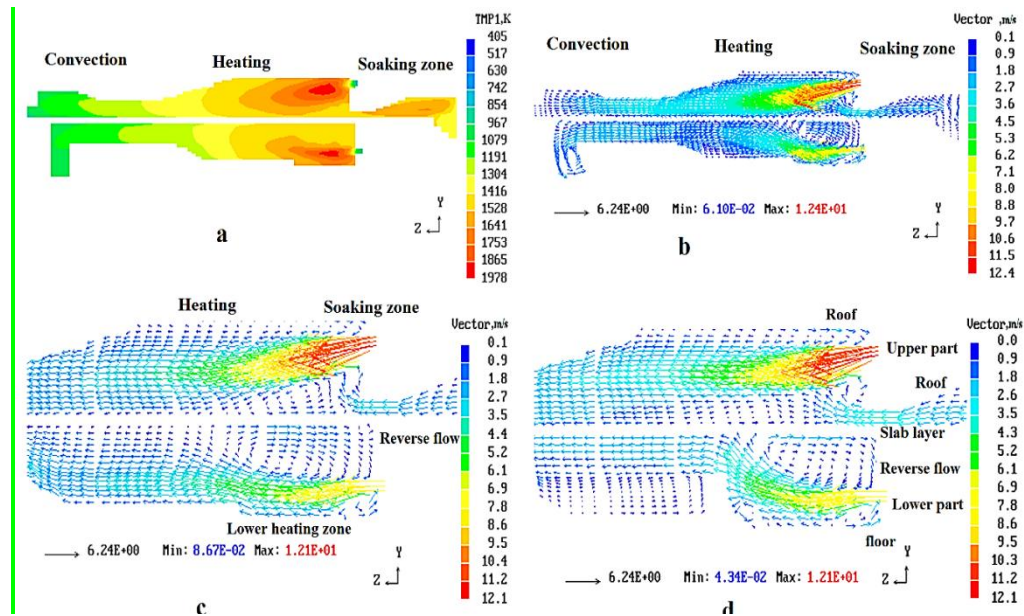 TMP1,K
405
517
630
742
854
967
1079
1191
1304
1416
1528
1641
1753
1865
1978
Convection
Heating
Soaking zone
Y
Z
a
Vector ,m/s
0.1
0.9
1.8
2.7
3.6
4.5
5.3
6.2
7.1
8.0
8.8
9.7
10.6
11.5
12.4
Convection
Heating
Soaking zone
6.24E+00 Min: 6.10E-02 Max: 1.24E+01
Y
Z
b
Heating
Soaking zone
Vector,m/s
0.1
0.9
1.8
2.7
3.5
4.4
5.2
6.1
6.9
7.8
8.6
9.5
10.4
11.2
12.1
Reverse flow
Lower heating zone
6.24E+00 Min: 8.67E-02 Max: 1.21E+01
Y
Z
c
Roof
Vector,m/s
0.0
0.9
1.8
2.6
3.5
4.3
5.2
6.1
6.9
7.8
8.6
9.5
10.3
11.2
12.1
Upper part
Roof
Slab layer
Reverse flow
Lower part
floor
6.24E+00 Min: 4.34E-02 Max: 1.21E+01
Y
Z
d